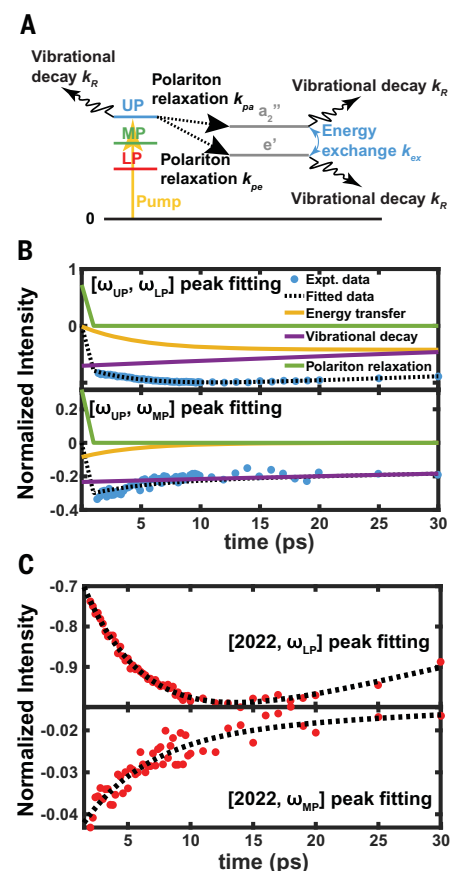 A
Vibrational
decay kR
UP
MP
LP
Pump
0
Polariton
relaxation kpa
Polariton
relaxation kpe
a2''
e'
Vibrational decay kR
Energy
exchange kex
Vibrational decay kR
B
Normalized Intensity
1
0
[ωUP, ωLP] peak fitting
Expt. data
Fitted data
Energy transfer
Vibrational decay
Polariton relaxation
0.2
0
-0.2
-0.4
[ωUP, ωMP] peak fitting
5 10 15 20 25 30
time (ps)
C
Normalized Intensity
-0.7
-0.8
-0.9
[2022, ωLP] peak fitting
-0.02
-0.03
-0.04
[2022, ωMP] peak fitting
5 10 15 20 25 30
time (ps)